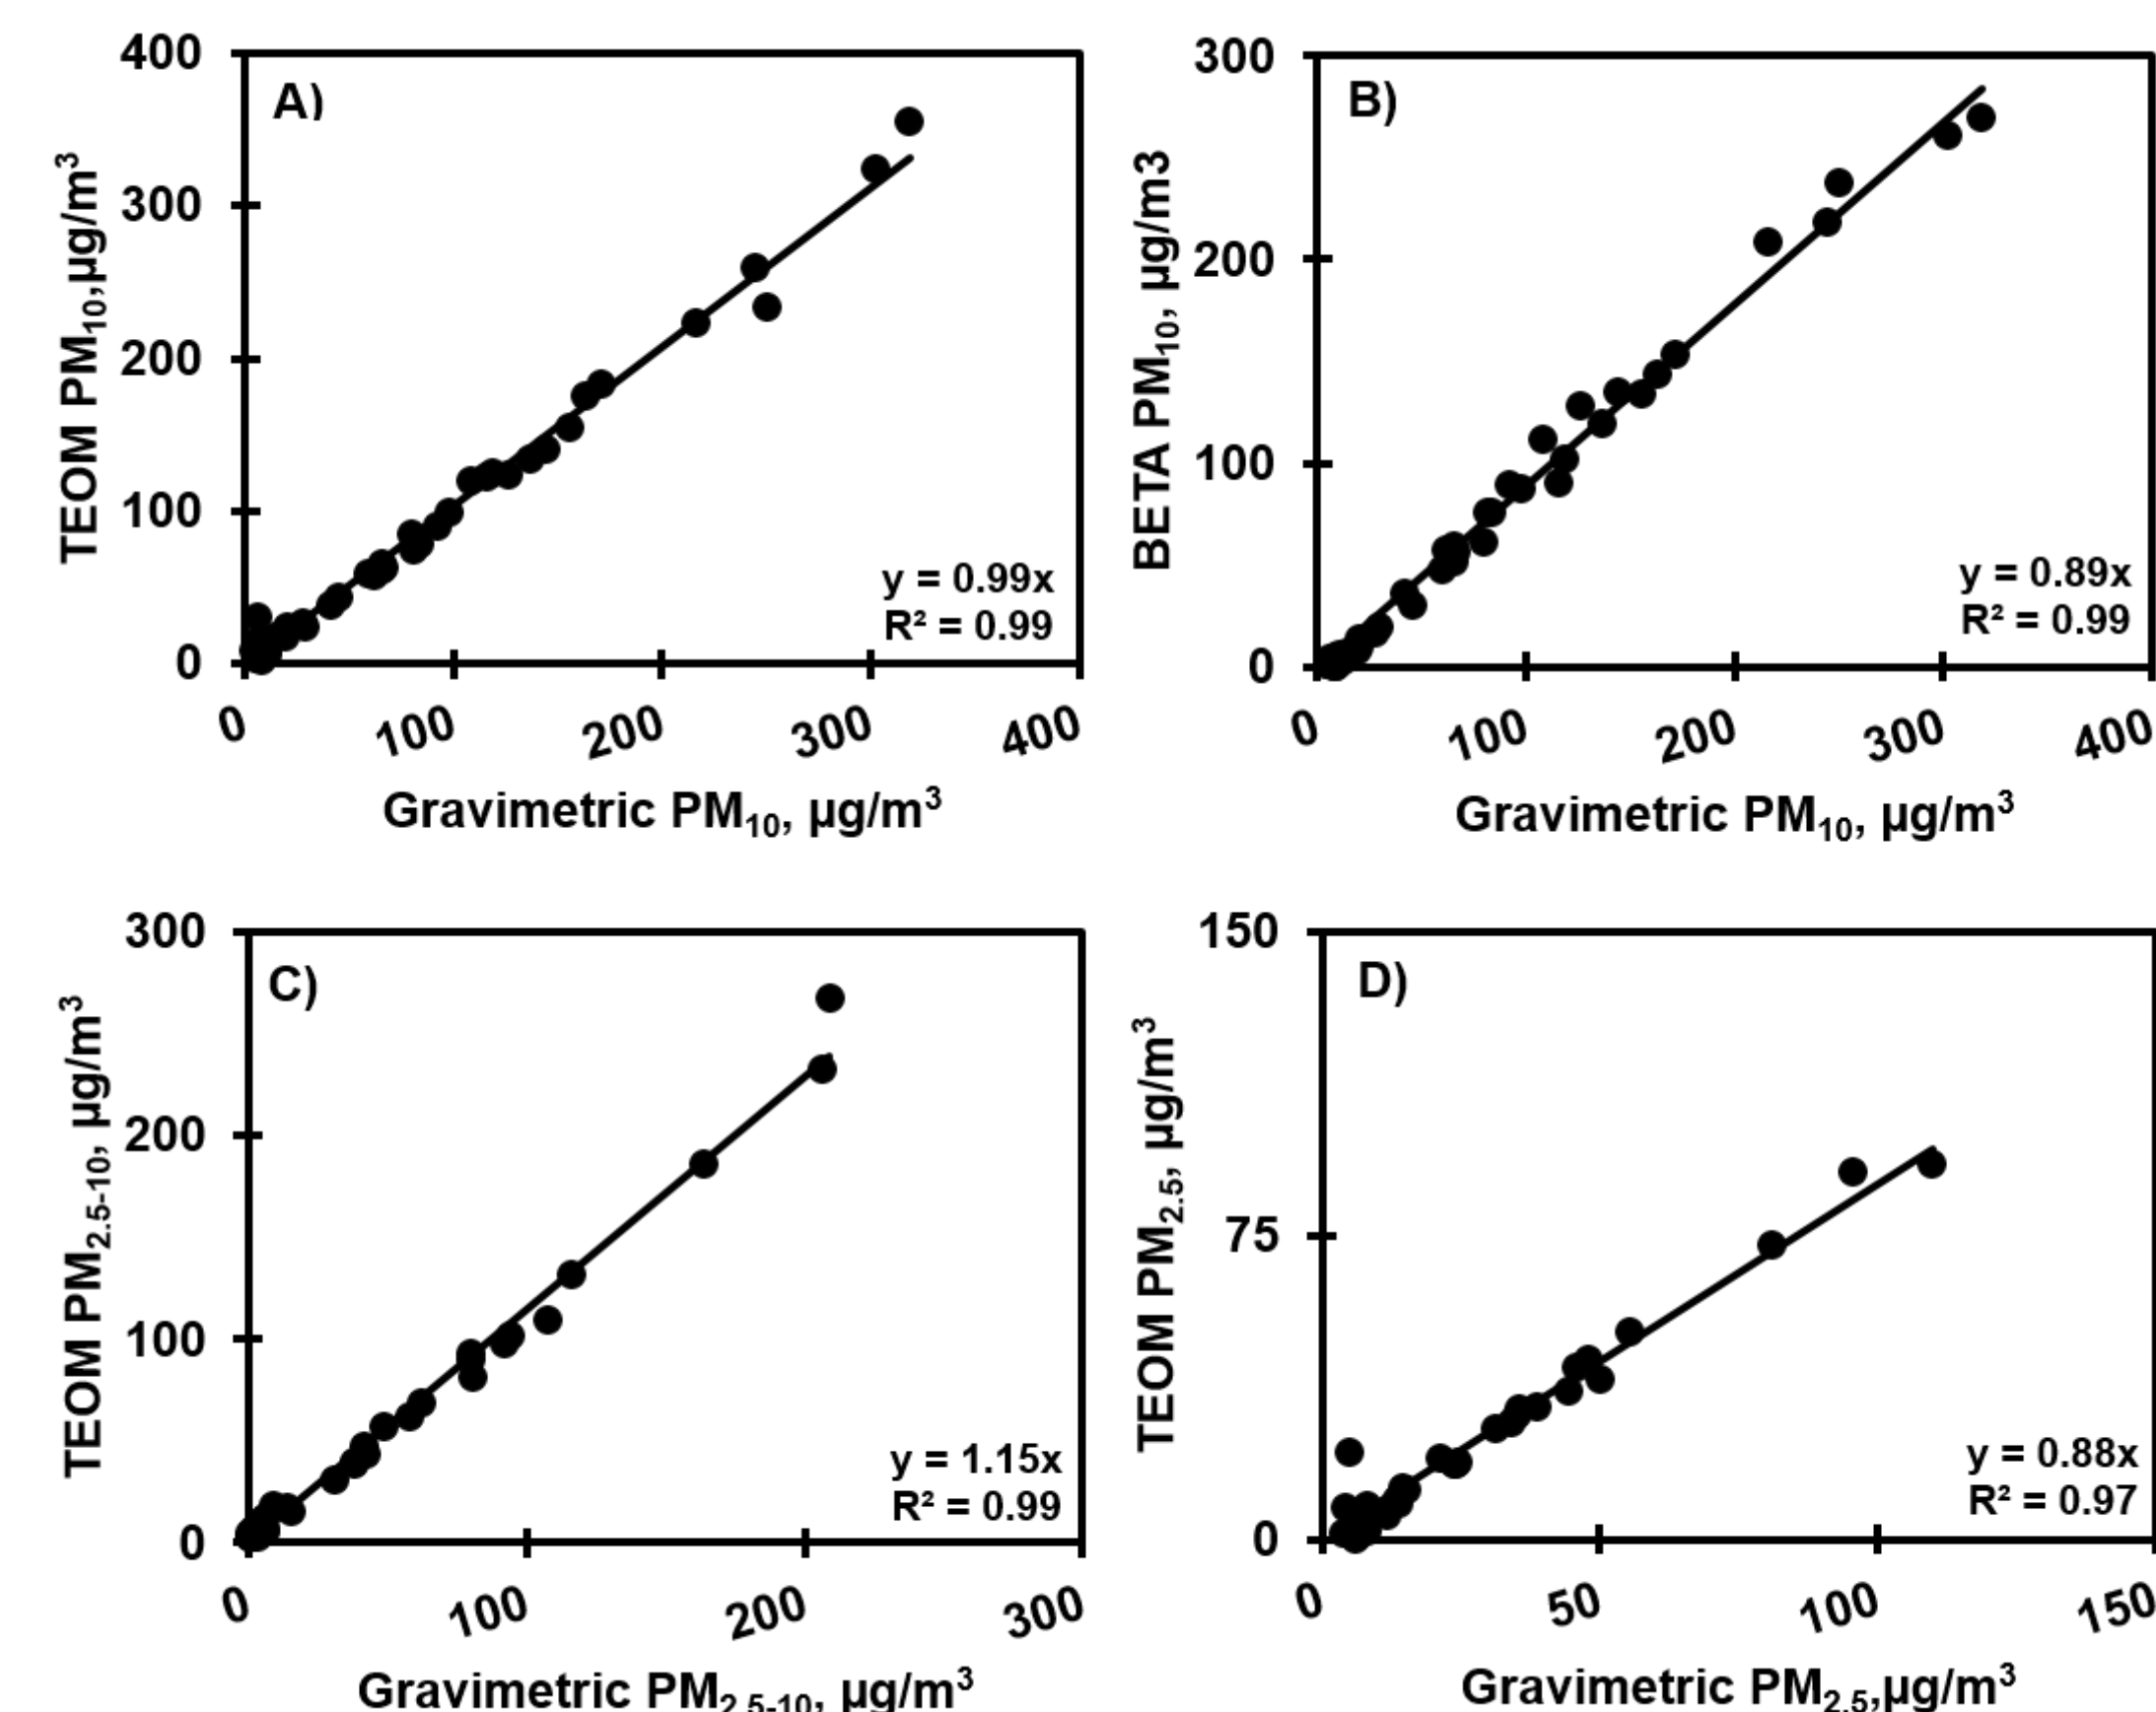 A)
400
300
200
100
0
TEOM PM₁₀,µg/m³
y = 0.99x
R² = 0.99
0 100 200 300 400
Gravimetric PM₁₀, µg/m³
B)
300
200
100
0
BETA PM₁₀, µg/m3
y = 0.89x
R² = 0.99
0 100 200 300 400
Gravimetric PM₁₀, µg/m³
C)
300
200
100
0
TEOM PM₂.₅₋₁₀, µg/m³
y = 1.15x
R² = 0.99
0 100 200 300
Gravimetric PM₂.₅₋₁₀, µg/m³
D)
150
75
0
TEOM PM₂.₅, µg/m³
y = 0.88x
R² = 0.97
0 50 100 150
Gravimetric PM₂.₅,µg/m³